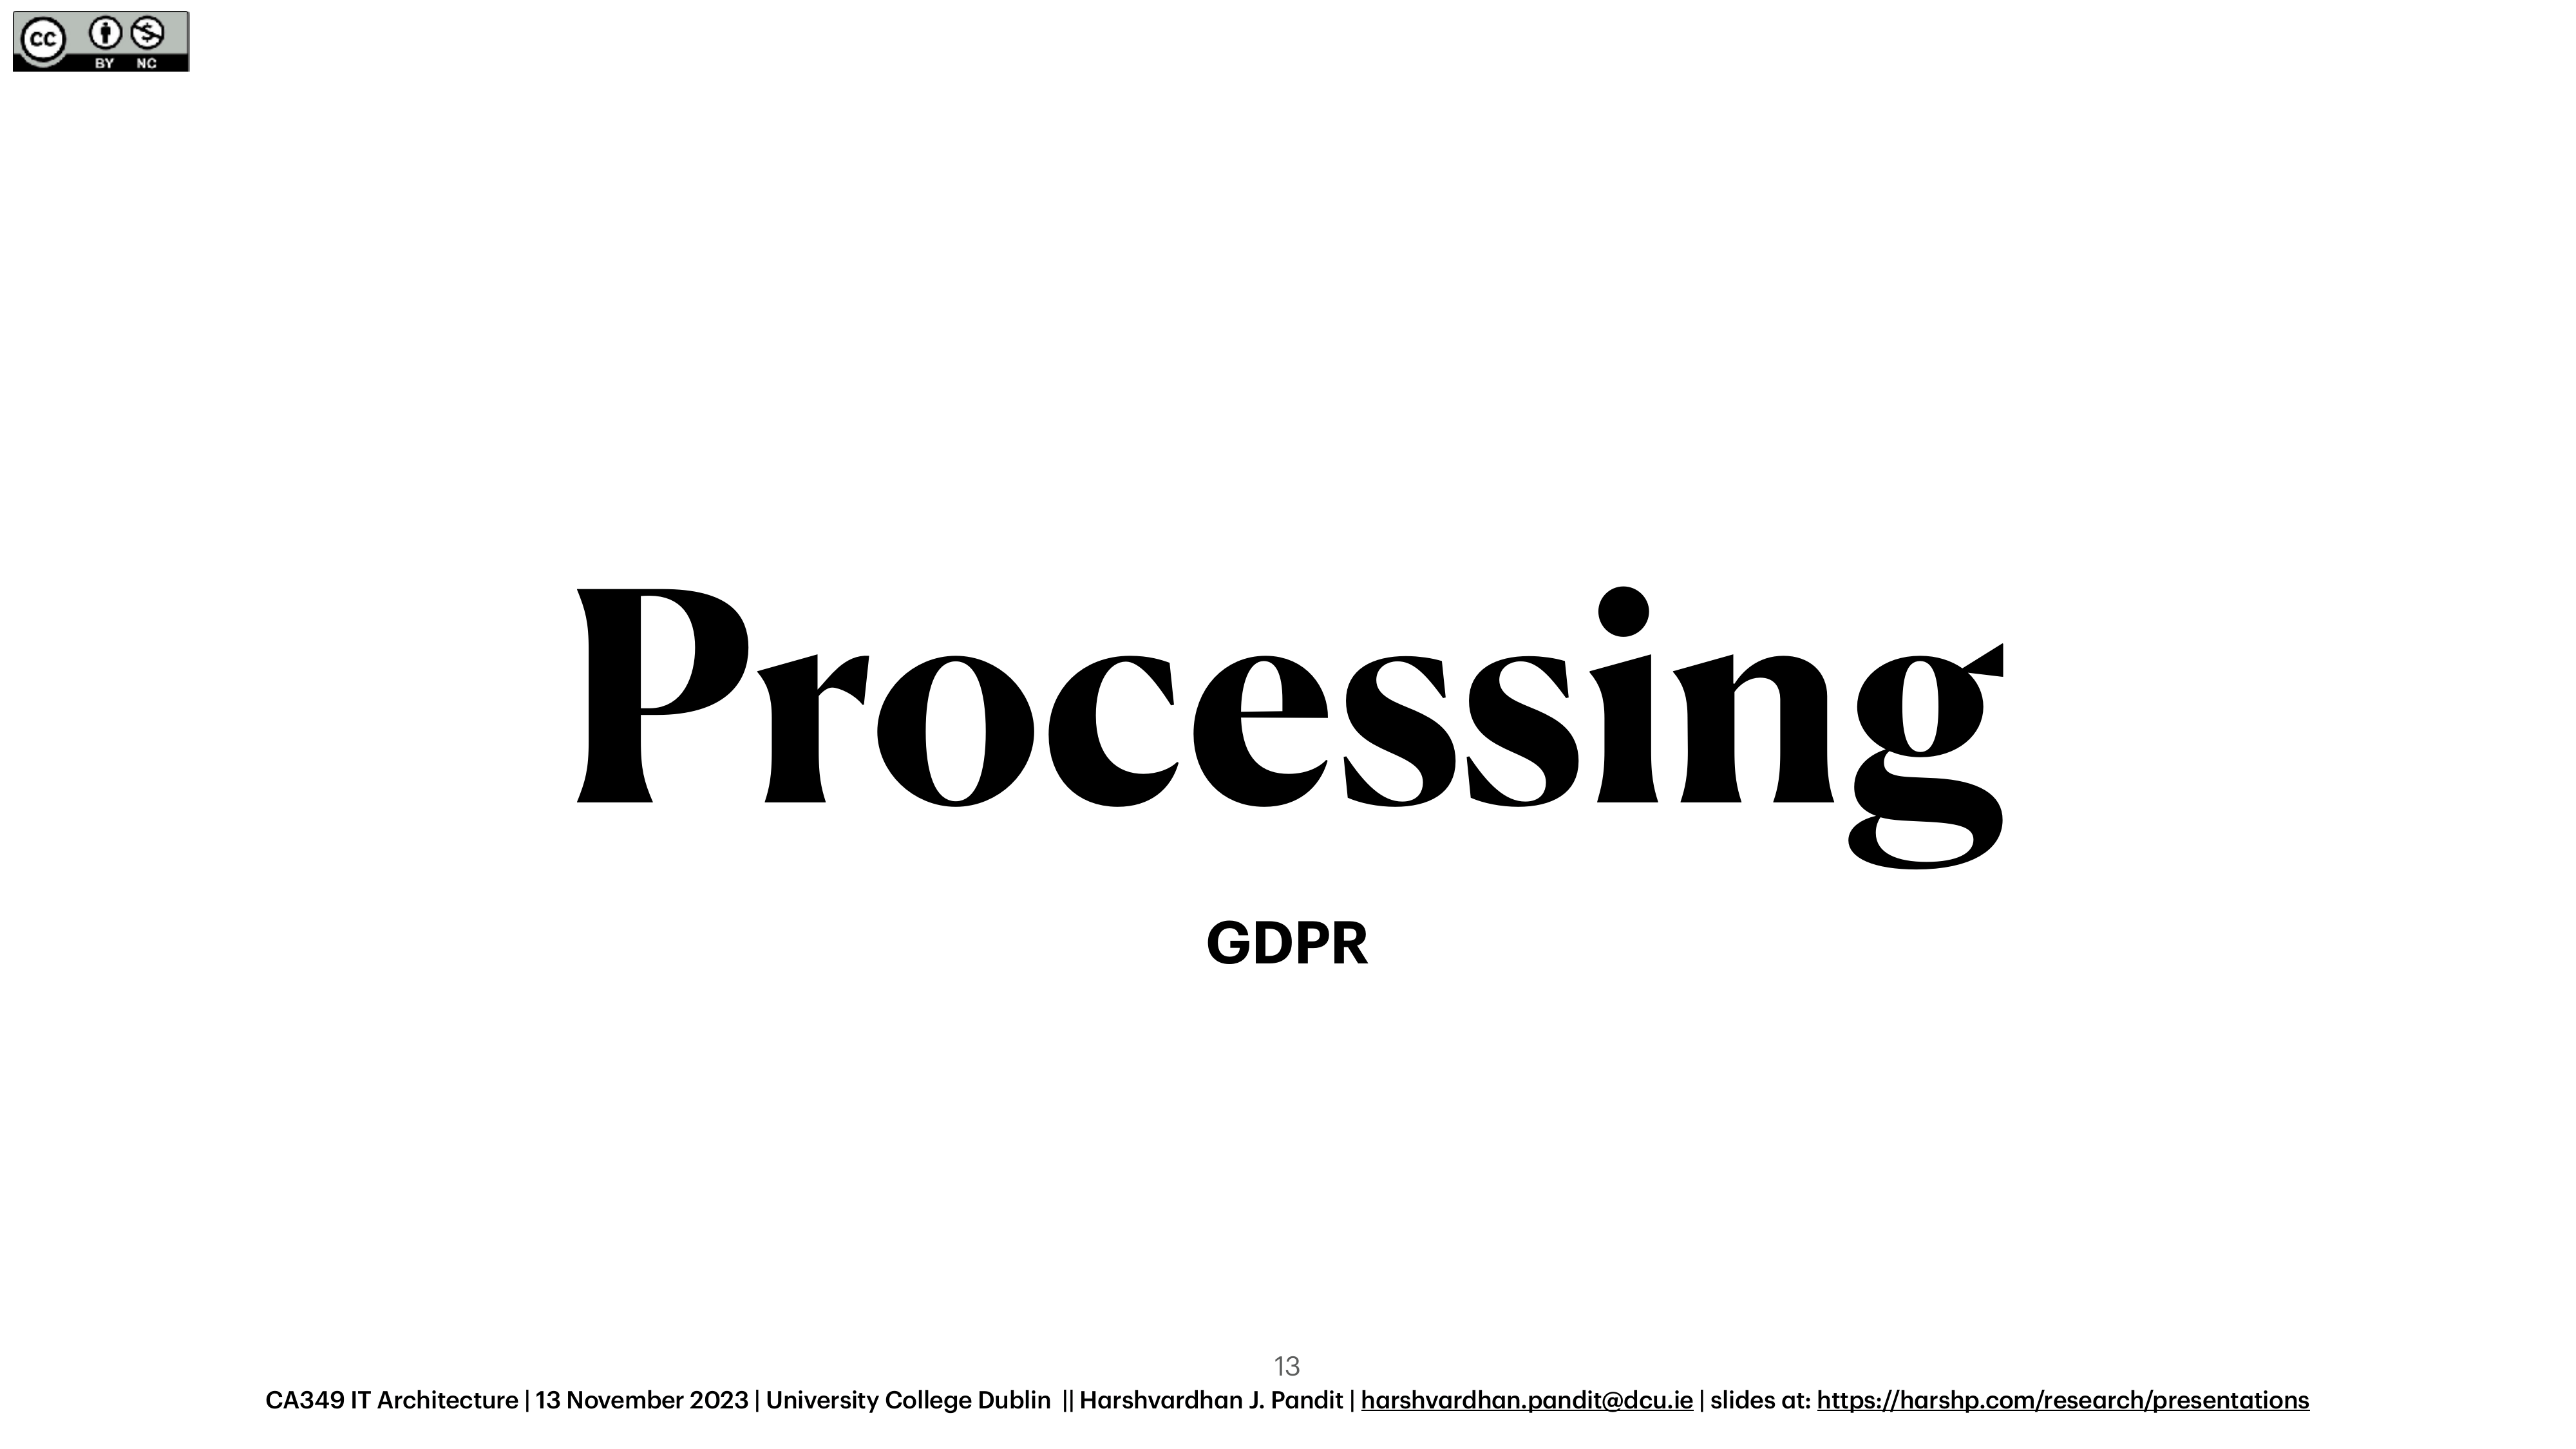 cc
BY NC
Processing
GDPR
13
CA349 IT Architecture | 13 November 2023 | University College Dublin || Harshvardhan J. Pandit | harshvardhan.pandit@dcu.ie | slides at: https://harshp.com/research/presentations